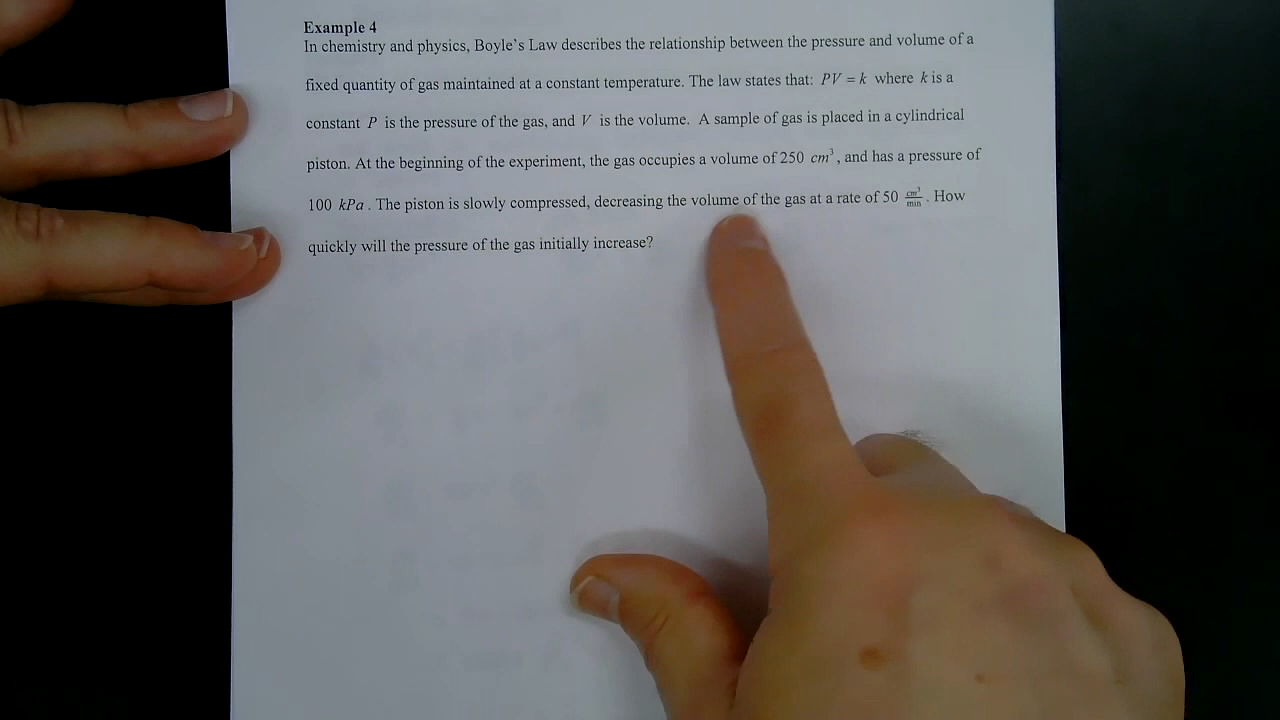 Example 4
In chemistry and physics, Boyle's Law describes the relationship between the pressure and volume of a
fixed quantity of gas maintained at a constant temperature. The law states that: PV = k where k is a
constant P is the pressure of the gas, and V is the volume. A sample of gas is placed in a cylindrical
piston. At the beginning of the experiment, the gas occupies a volume of 250 cm³, and has a pressure of
100 kPa. The piston is slowly compressed, decreasing the volume of the gas at a rate of 50 cm³/min. How
quickly will the pressure of the gas initially increase?